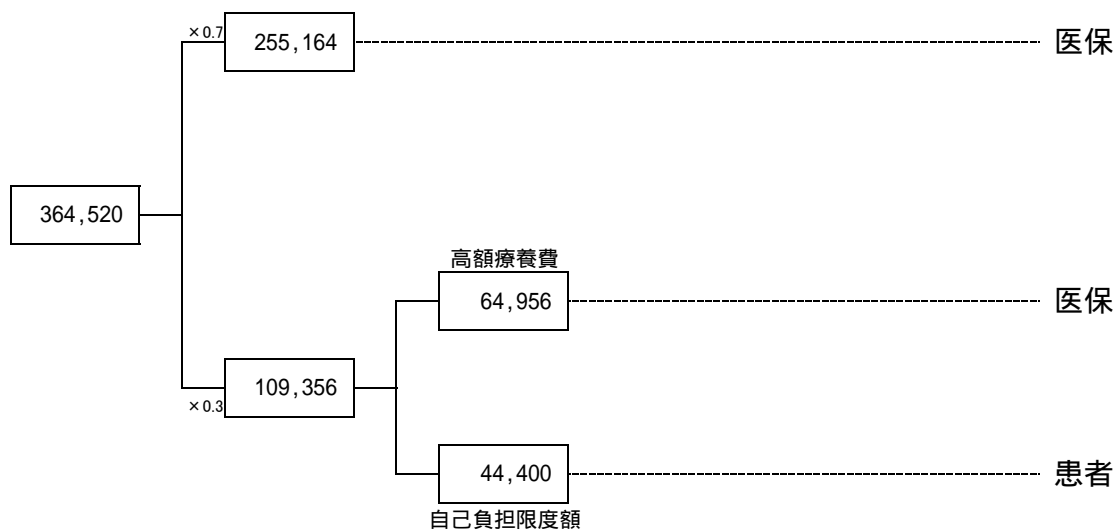 ×0.7
255,164
医保
364,520
高額療養費
64,956
医保
109,356
×0.3
44,400
患者
自己負担限度額